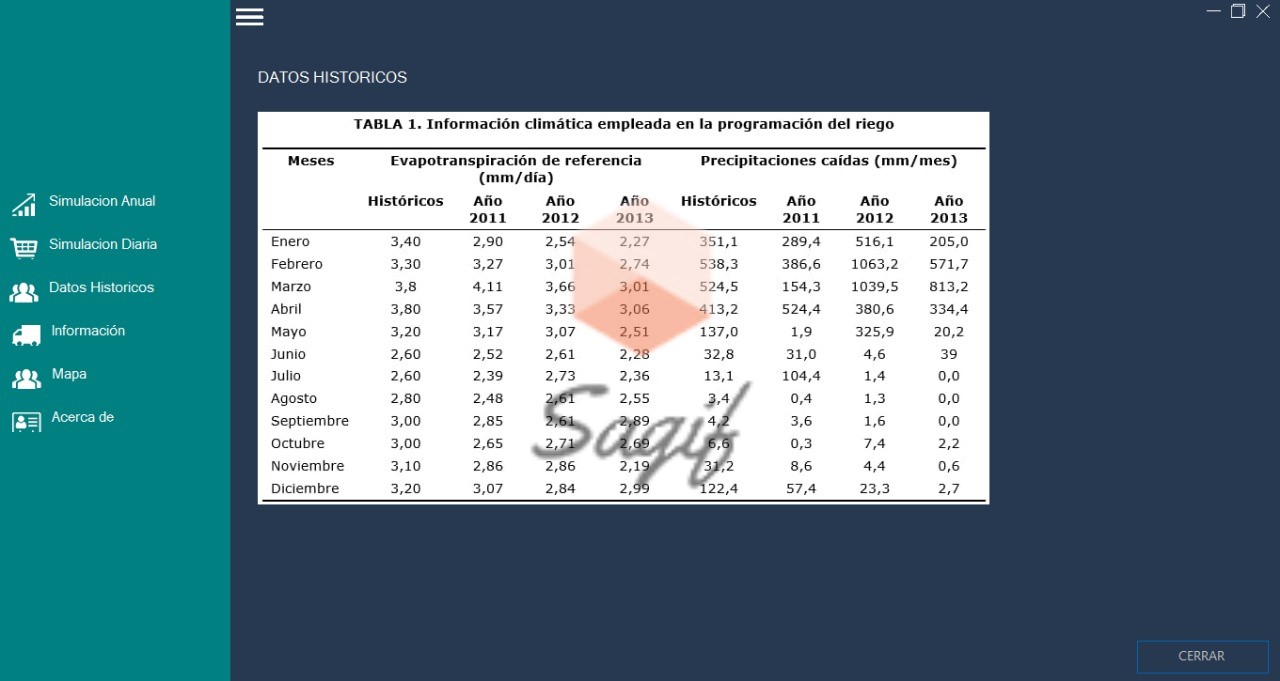 DATOS HISTORICOS
Simulacion Anual
Simulacion Diaria
Datos Historicos
Información
Mapa
Acerca de
TABLA 1. Información climática empleada en la programación del riego
Meses Evapotranspiración de referencia Precipitaciones caídas (mm/mes)
(mm/día)
Históricos Año Año Año Históricos Año Año Año
2011 2012 2013 2011 2012 2013
Enero 3,40 2,90 2,54 2,27 351,1 289,4 516,1 205,0
Febrero 3,30 3,27 3,01 2,74 538,3 386,6 1063,2 571,7
Marzo 3,8 4,11 3,66 3,01 524,5 154,3 1039,5 813,2
Abril 3,80 3,57 3,33 3,06 413,2 524,4 380,6 334,4
Mayo 3,20 3,17 3,07 2,51 137,0 1,9 325,9 20,2
Junio 2,60 2,52 2,61 2,28 32,8 31,0 4,6 39
Julio 2,60 2,39 2,73 2,36 13,1 104,4 1,4 0,0
Agosto 2,80 2,48 2,61 2,55 3,4 0,4 1,3 0,0
Septiembre 3,00 2,85 2,61 2,89 4,2 3,6 1,6 0,0
Octubre 3,00 2,65 2,71 2,69 6,6 0,3 7,4 2,2
Noviembre 3,10 2,86 2,86 2,19 31,2 8,6 4,4 0,6
Diciembre 3,20 3,07 2,84 2,99 122,4 57,4 23,3 2,7
Sagif
CERRAR